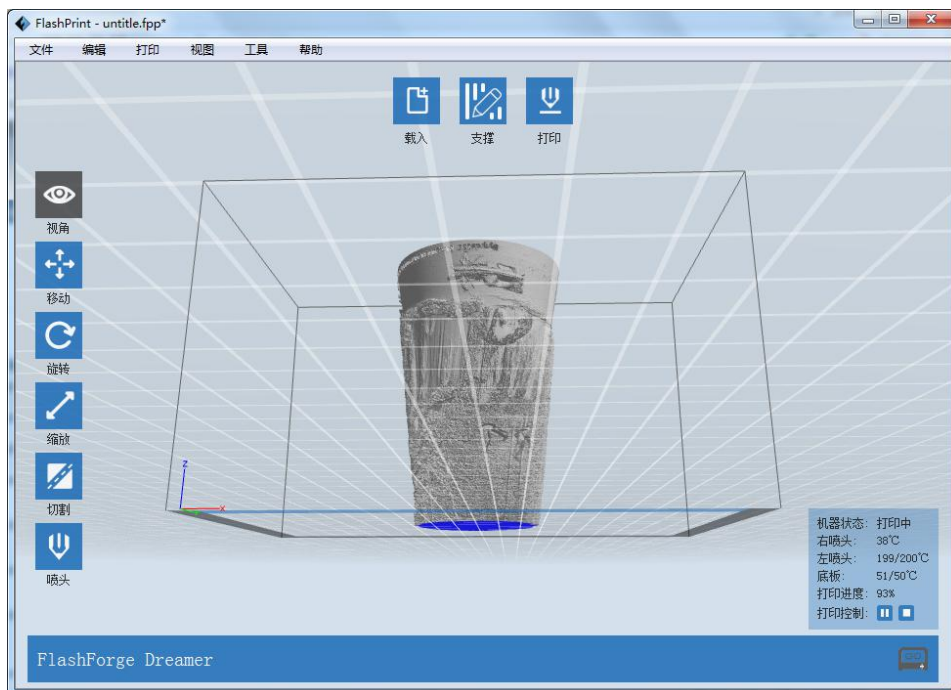 FlashPrint - untitle.fpp*
文件 编辑 打印 视图 工具 帮助
载入 支撑 打印
视角
移动
旋转
缩放
切割
喷头
z
x
机器状态: 打印中
右喷头: 38℃
左喷头: 199/200℃
底板: 51/50℃
打印进度: 93%
打印控制:
FlashForge Dreamer